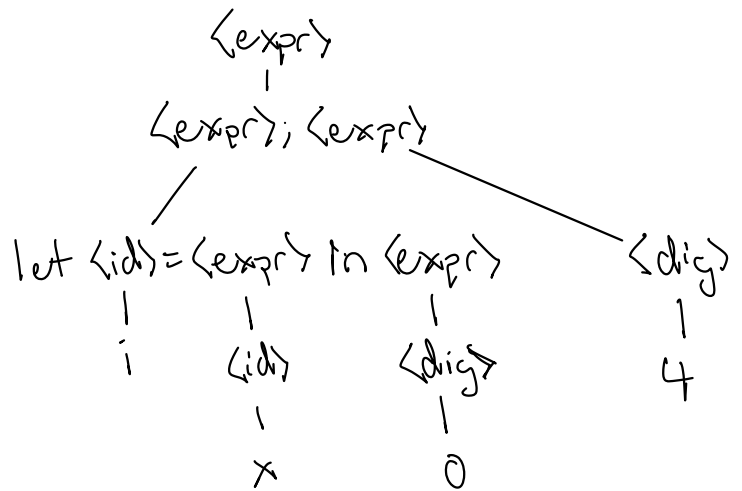 <expr>
<expr>; <expr>
let <id>=<expr> in <expr> <dig>
i <id> <dig> 4
x 0